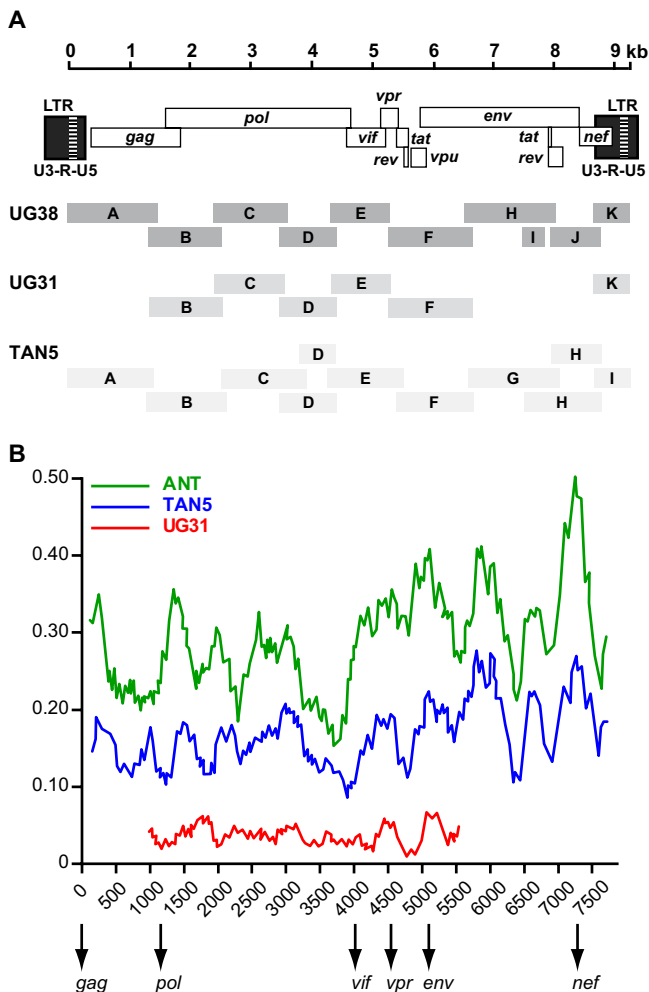 A
0 1 2 3 4 5 6 7 8 9 kb
vpr
LTR pol env LTR
gag vif tat tat nef
rev vpu rev
U3-R-U5 U3-R-U5
UG38 A C E H K
B D F I J
UG31 C E K
B D F
TAN5 D H
A C E G I
B D F H
B
0.50
ANT
TAN5
UG31
0.40
0.30
0.20
0.10
0
0 500 1000 1500 2000 2500 3000 3500 4000 4500 5000 5500 6000 6500 7000 7500
gag pol vif vpr env nef